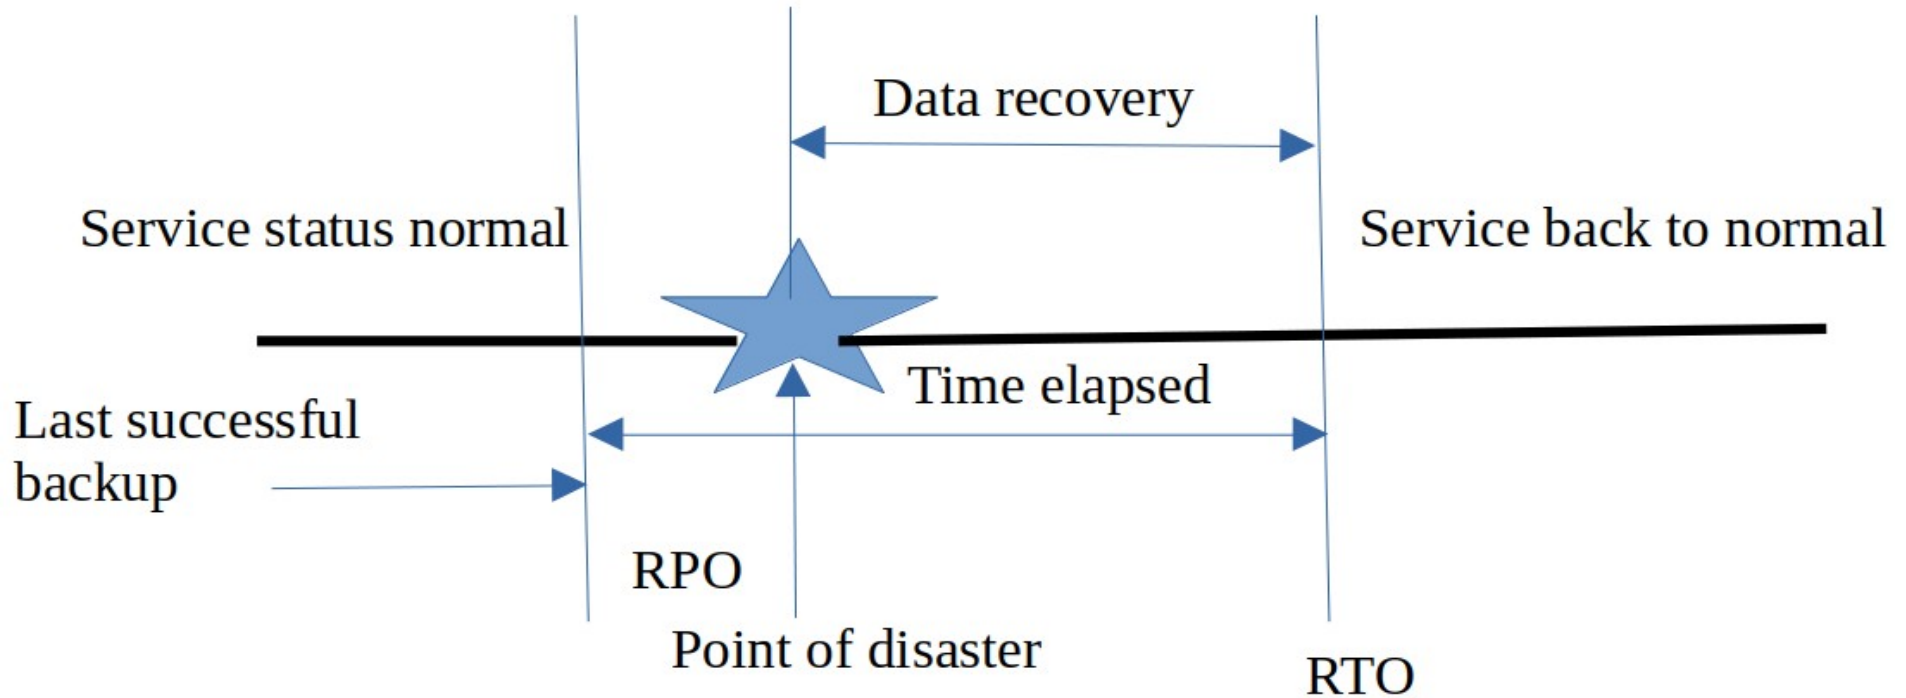 Data recovery
Service status normal
Service back to normal
Time elapsed
Last successful
backup
RPO
Point of disaster
RTO